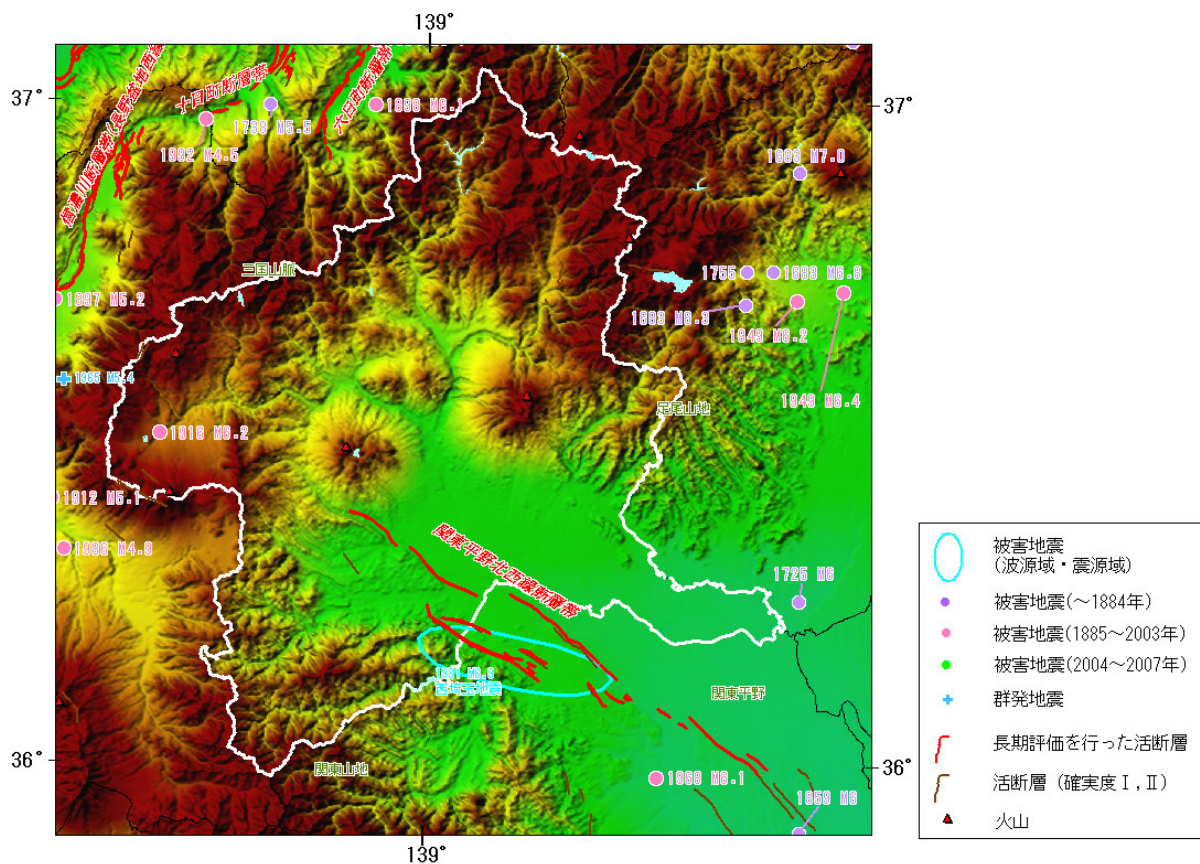 139°
37°
37°
信濃川断層帯(長野盆地西縁
十日町断層帯
六日町断層帯
1898 M6.1
1738 M5.5
1992 M4.5
1683 M7.0
三国山脈
1755
1683 M6.8
1897 M5.2
1683 M6.3
1949 M6.2
1965 M5.4
1949 M6.4
足尾山地
1916 M6.2
1912 M5.1
1986 M4.9
関東平野北西縁断層帯
1725 M6
1931 M6.9
西埼玉地震
関東平野
36°
36°
関東山地
1968 M6.1
1859 M6
139°
被害地震
(波源域・震源域)
被害地震(～1884年)
被害地震(1885～2003年)
被害地震(2004～2007年)
群発地震
長期評価を行った活断層
活断層 (確実度Ⅰ,Ⅱ)
火山